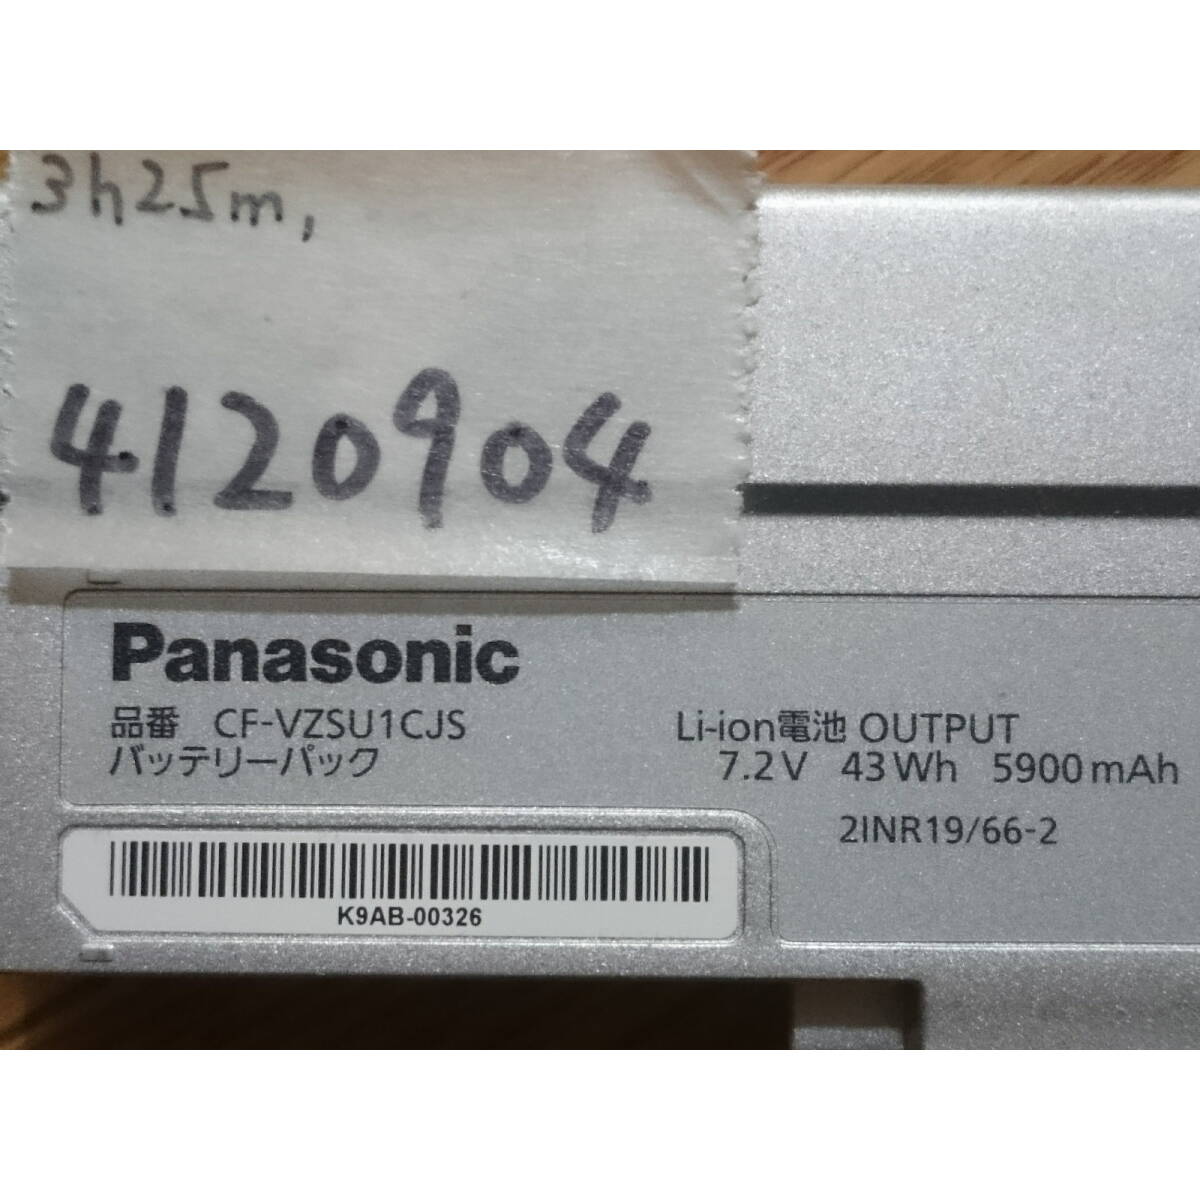 3h25m,
4120904
Panasonic
品番 CF-VZSU1CJS
バッテリーパック
Li-ion電池 OUTPUT
7.2V 43Wh 5900mAh
2INR19/66-2
K9AB-00326